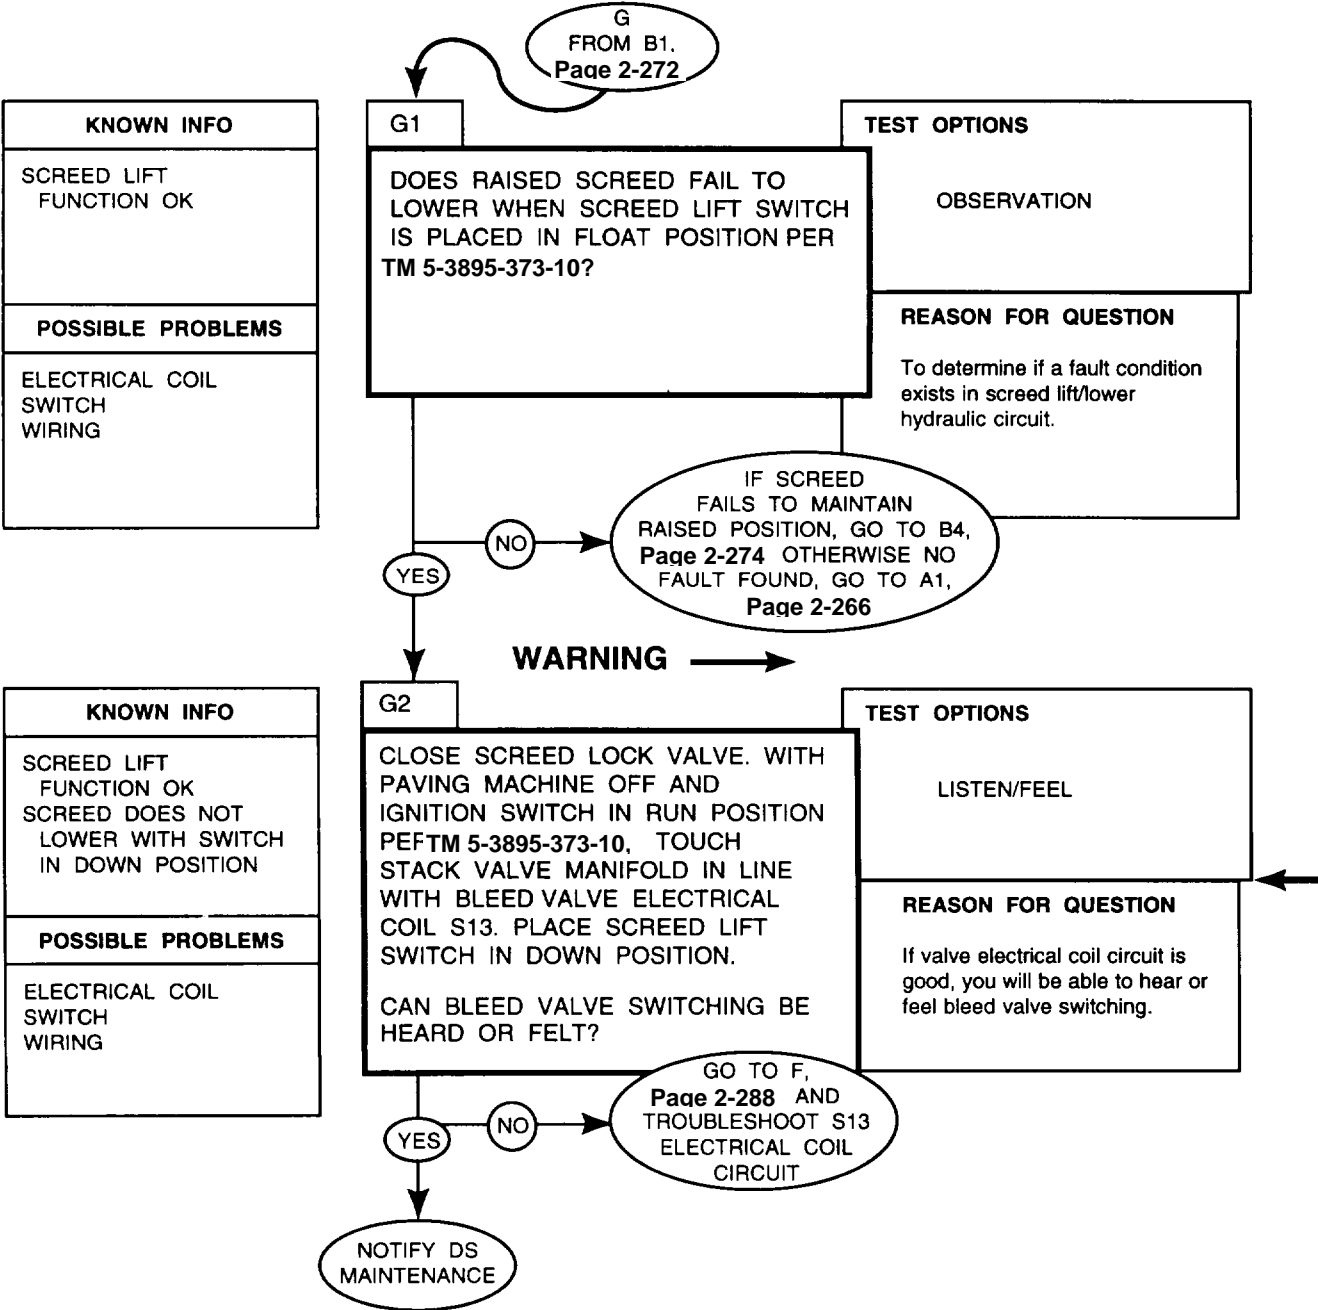 G
FROM B1,
Page 2-272
KNOWN INFO
SCREED LIFT
FUNCTION OK
POSSIBLE PROBLEMS
ELECTRICAL COIL
SWITCH
WIRING
G1
DOES RAISED SCREED FAIL TO
LOWER WHEN SCREED LIFT SWITCH
IS PLACED IN FLOAT POSITION PER
TM 5-3895-373-10?
TEST OPTIONS
OBSERVATION
REASON FOR QUESTION
To determine if a fault condition
exists in screed lift/lower
hydraulic circuit.
IF SCREED
FAILS TO MAINTAIN
RAISED POSITION, GO TO B4,
Page 2-274 OTHERWISE NO
FAULT FOUND, GO TO A1,
Page 2-266
NO
YES
WARNING
KNOWN INFO
SCREED LIFT
FUNCTION OK
SCREED DOES NOT
LOWER WITH SWITCH
IN DOWN POSITION
POSSIBLE PROBLEMS
ELECTRICAL COIL
SWITCH
WIRING
G2
CLOSE SCREED LOCK VALVE. WITH
PAVING MACHINE OFF AND
IGNITION SWITCH IN RUN POSITION
PER TM 5-3895-373-10, TOUCH
STACK VALVE MANIFOLD IN LINE
WITH BLEED VALVE ELECTRICAL
COIL S13. PLACE SCREED LIFT
SWITCH IN DOWN POSITION.
CAN BLEED VALVE SWITCHING BE
HEARD OR FELT?
TEST OPTIONS
LISTEN/FEEL
REASON FOR QUESTION
If valve electrical coil circuit is
good, you will be able to hear or
feel bleed valve switching.
GO TO F,
Page 2-288 AND
TROUBLESHOOT S13
ELECTRICAL COIL
CIRCUIT
NO
YES
NOTIFY DS
MAINTENANCE